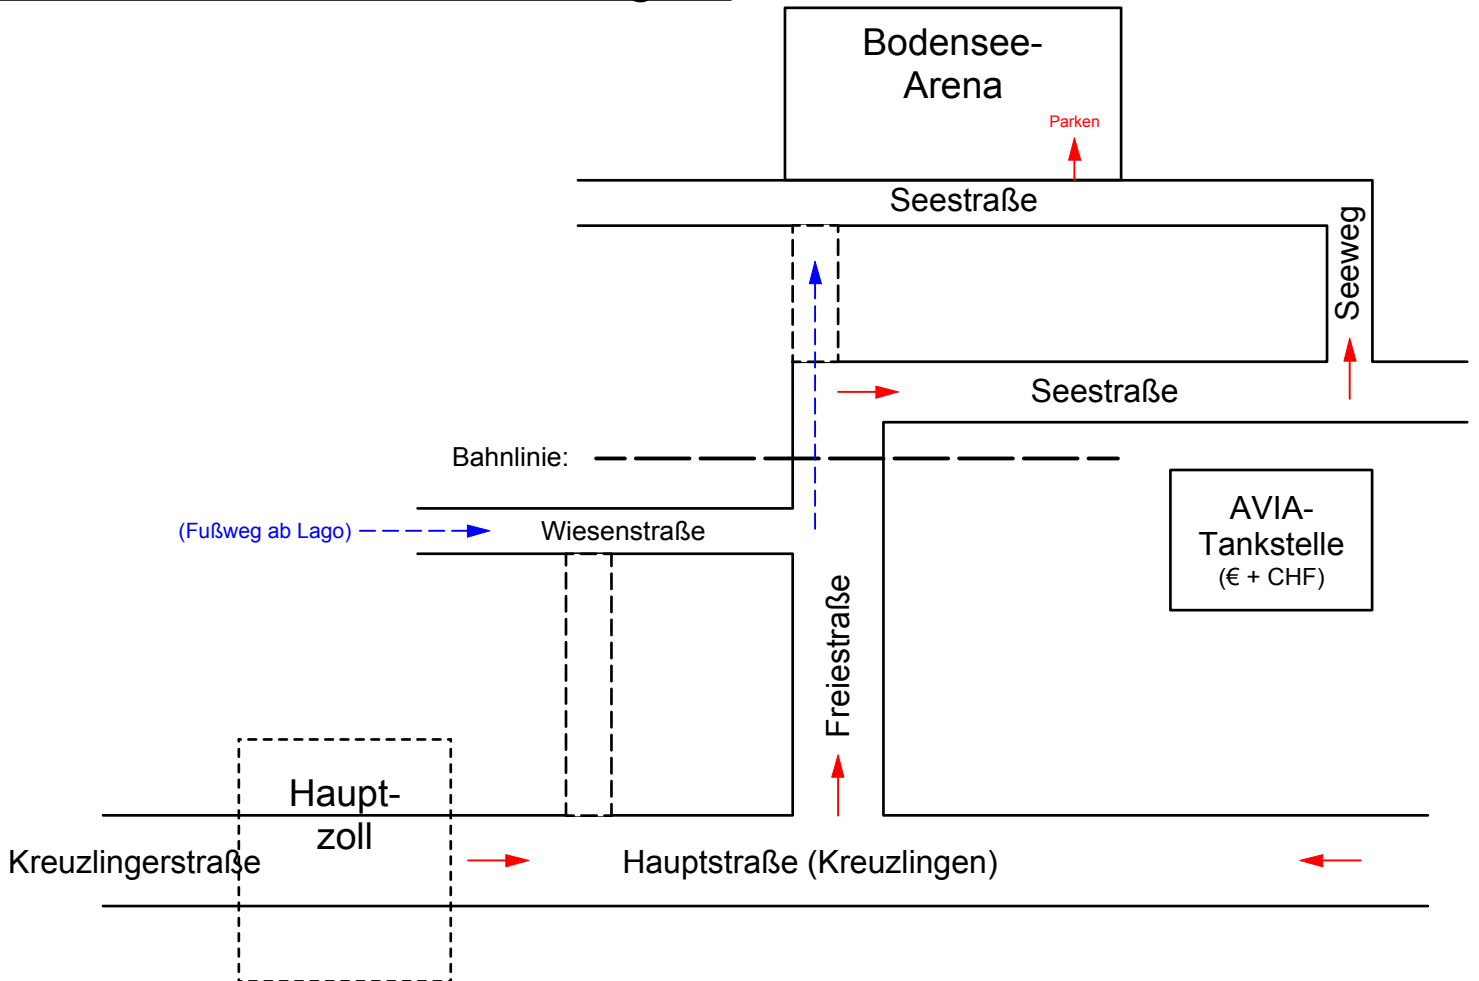 Bodensee-
Arena
Parken
Seestraße
Seeweg
Seestraße
Bahnlinie:
(Fußweg ab Lago)
Wiesenstraße
AVIA-
Tankstelle
(€ + CHF)
Freiestraße
Haupt-
zoll
Kreuzlingerstraße
Hauptstraße (Kreuzlingen)